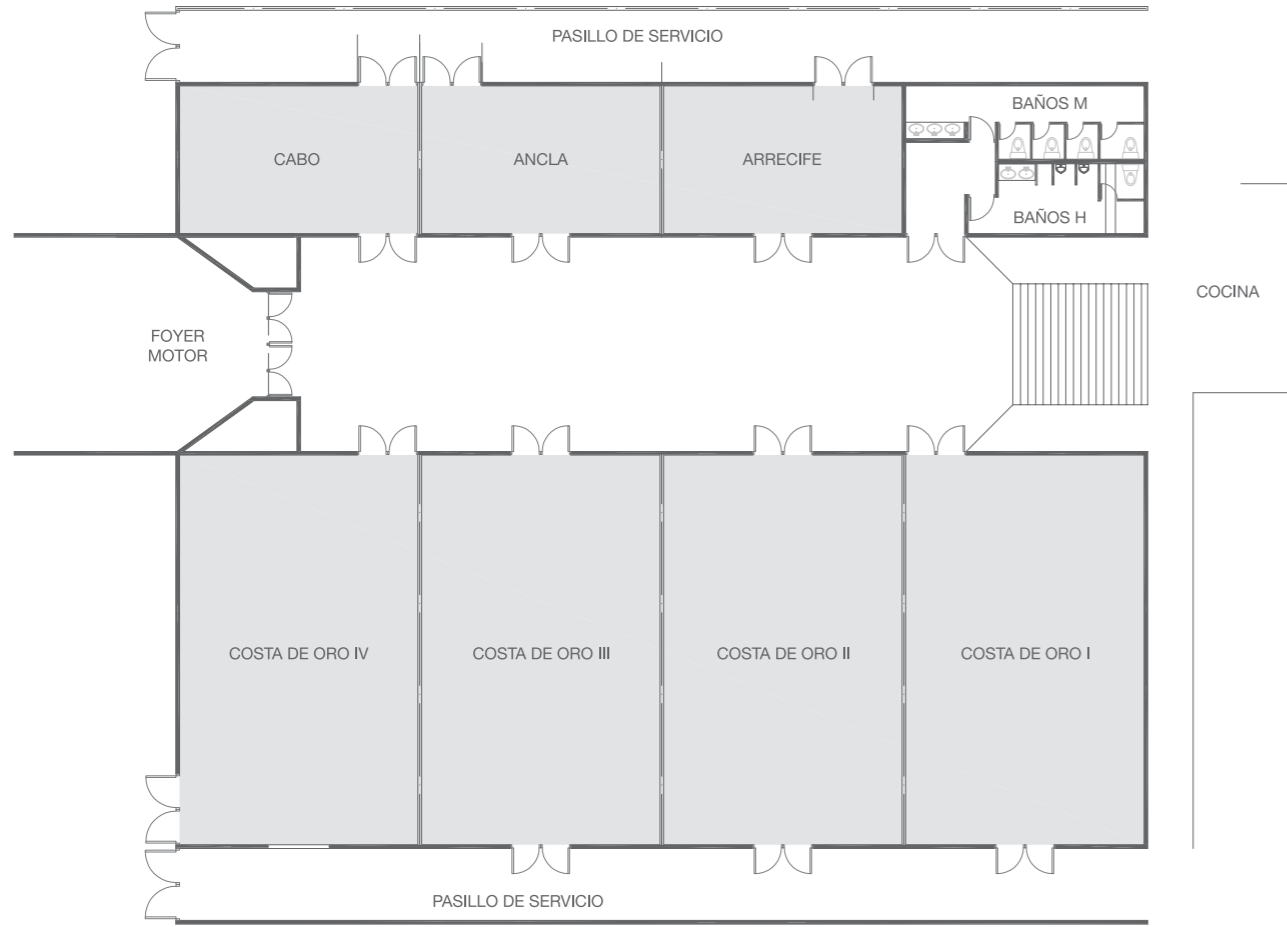 PASILLO DE SERVICIO
BAÑOS M
CABO
ANCLA
ARRECIFE
BAÑOS H
COCINA
FOYER
MOTOR
COSTA DE ORO IV
COSTA DE ORO III
COSTA DE ORO II
COSTA DE ORO I
PASILLO DE SERVICIO